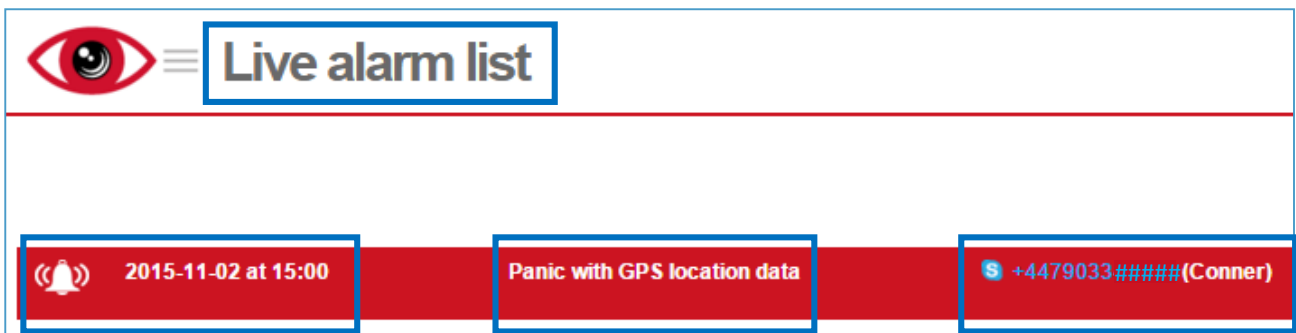 Live alarm list
2015-11-02 at 15:00 Panic with GPS location data S +4479033#####(Conner)